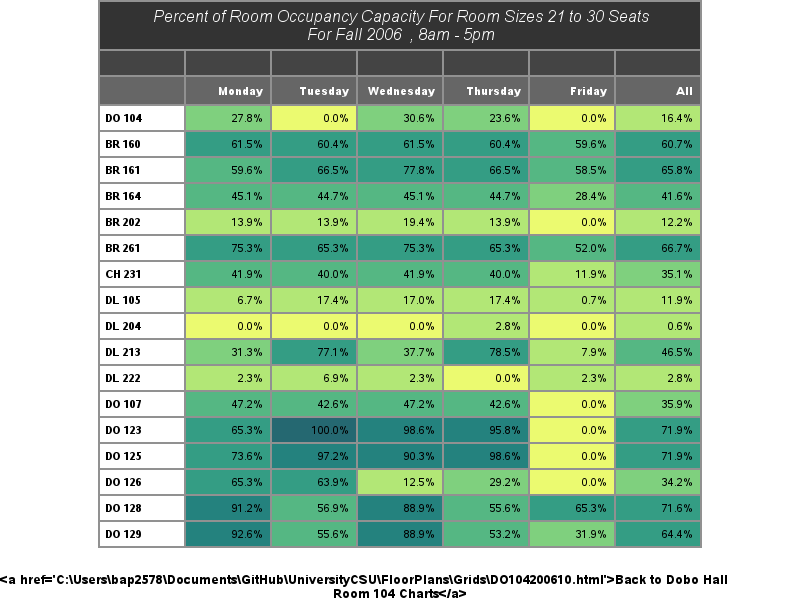 Percent of Room Occupancy Capacity For Room Sizes 21 to 30 Seats
For Fall 2006 , 8am - 5pm
Monday Tuesday Wednesday Thursday Friday All
DO 104 27.8% 0.0% 30.6% 23.6% 0.0% 16.4%
BR 160 61.5% 60.4% 61.5% 60.4% 59.6% 60.7%
BR 161 59.6% 66.5% 77.8% 66.5% 58.5% 65.8%
BR 164 45.1% 44.7% 45.1% 44.7% 28.4% 41.6%
BR 202 13.9% 13.9% 19.4% 13.9% 0.0% 12.2%
BR 261 75.3% 65.3% 75.3% 65.3% 52.0% 66.7%
CH 231 41.9% 40.0% 41.9% 40.0% 11.9% 35.1%
DL 105 6.7% 17.4% 17.0% 17.4% 0.7% 11.9%
DL 204 0.0% 0.0% 0.0% 2.8% 0.0% 0.6%
DL 213 31.3% 77.1% 37.7% 78.5% 7.9% 46.5%
DL 222 2.3% 6.9% 2.3% 0.0% 2.3% 2.8%
DO 107 47.2% 42.6% 47.2% 42.6% 0.0% 35.9%
DO 123 65.3% 100.0% 98.6% 95.8% 0.0% 71.9%
DO 125 73.6% 97.2% 90.3% 98.6% 0.0% 71.9%
DO 126 65.3% 63.9% 12.5% 29.2% 0.0% 34.2%
DO 128 91.2% 56.9% 88.9% 55.6% 65.3% 71.6%
DO 129 92.6% 55.6% 88.9% 53.2% 31.9% 64.4%
<a href='C:\Users\bap2578\Documents\GitHub\UniversityCSU\FloorPlans\Grids\DO104200610.html'>Back to Dobo Hall
Room 104 Charts</a>